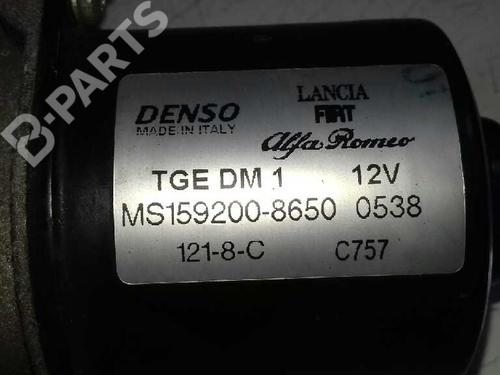 B-PARTS
DENSO
MADE IN ITALY
LANCIA
FIAT
Alfa Romeo
TGE DM 1 12V
MS159200-8650 0538
121-8-C C757